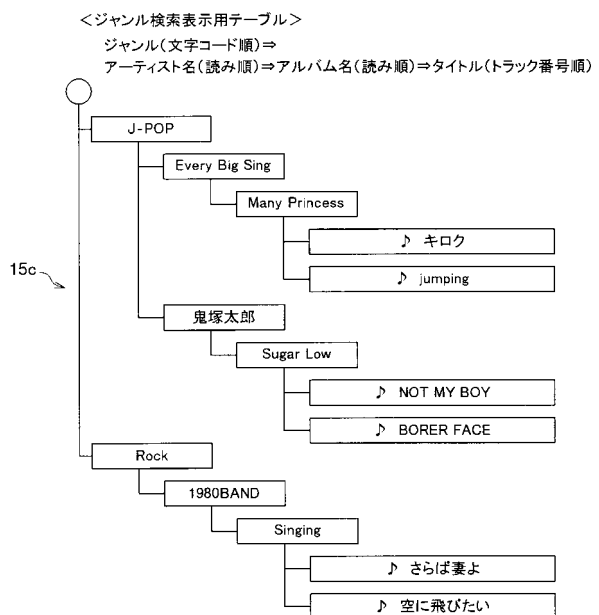 ＜ジャンル検索表示用テーブル＞
ジャンル(文字コード順)⇒
アーティスト名(読み順)⇒アルバム名(読み順)⇒タイトル(トラック番号順)
J-POP
Every Big Sing
Many Princess
♪ キロク
15c
♪ jumping
鬼塚太郎
Sugar Low
♪ NOT MY BOY
♪ BORER FACE
Rock
1980BAND
Singing
♪ さらば妻よ
♪ 空に飛びたい